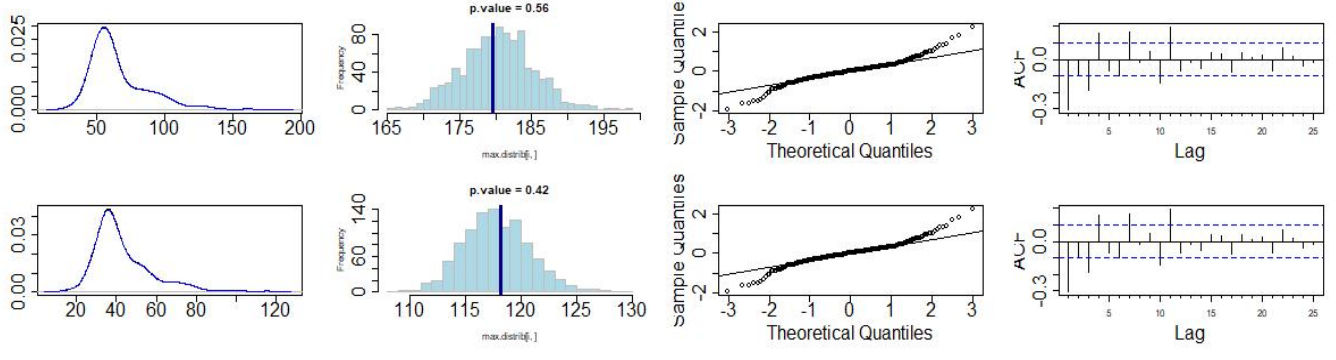 p.value = 0.56
0.000 0.025
50 100 150 200
Frequency
0 40 80
165 175 185 195
max.distrib[i, ]
Sample Quantile
-2 0 2
-3 -2 -1 0 1 2 3
Theoretical Quantiles
ACF
-0.3 0.0
5 10 15 20 25
Lag
p.value = 0.42
0.00 0.03
20 40 60 80 120
Frequency
0 60 140
110 115 120 125 130
max.distrib[i, ]
Sample Quantiles
-2 0 2
-3 -2 -1 0 1 2 3
Theoretical Quantiles
ACF
-0.3 0.0
5 10 15 20 25
Lag